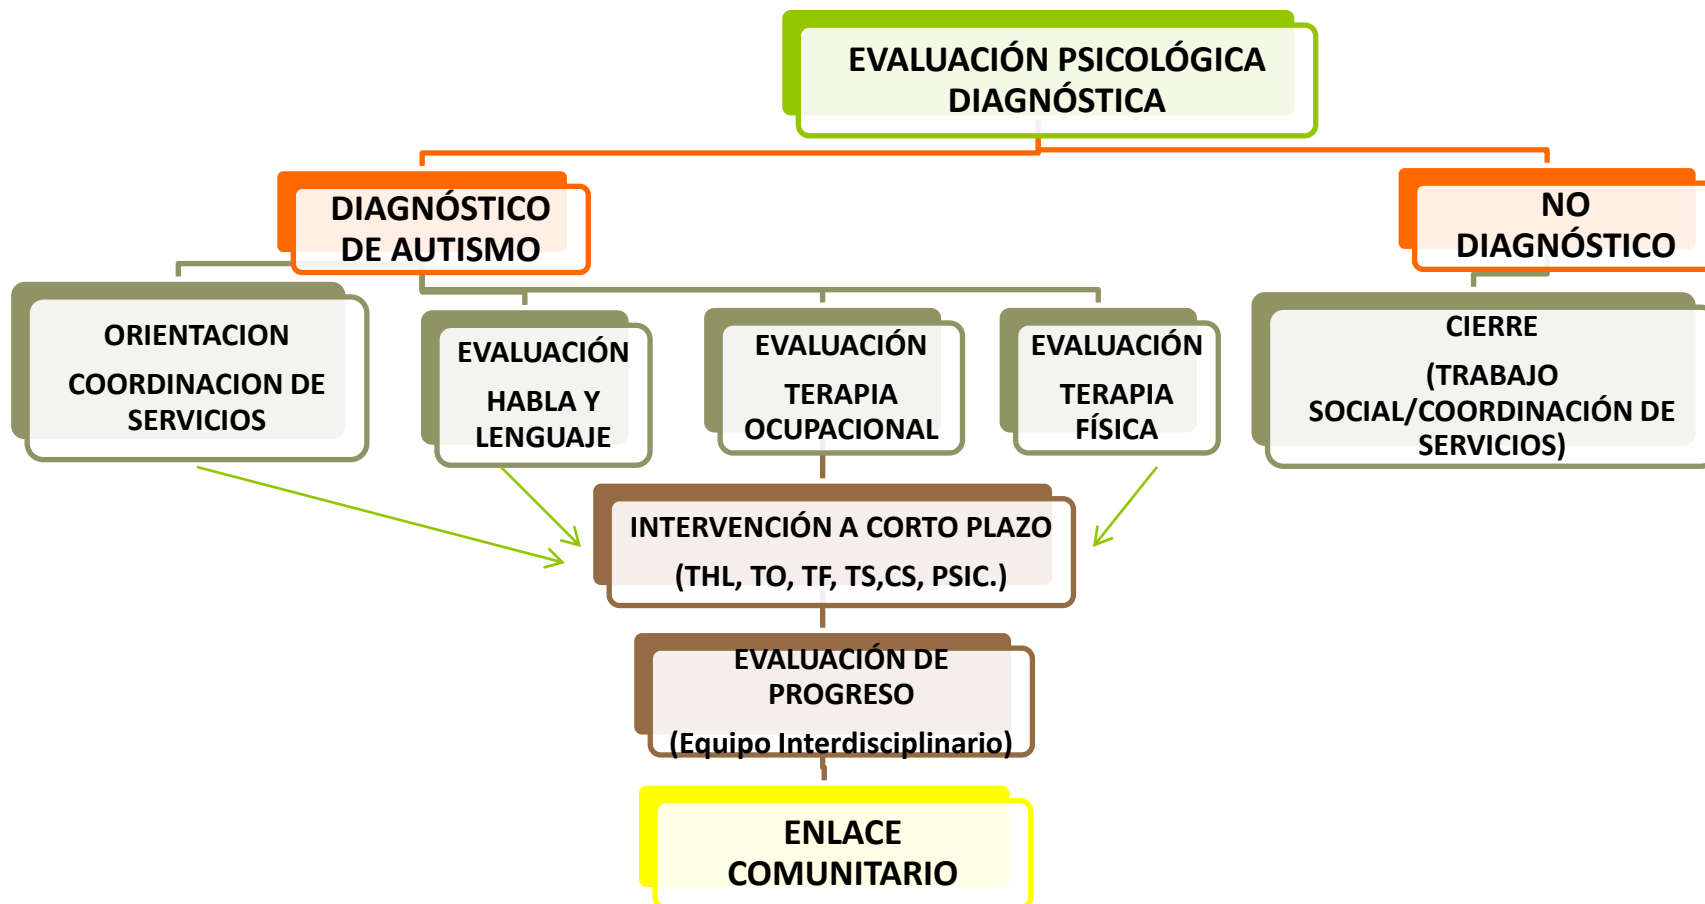 EVALUACIÓN PSICOLÓGICA
DIAGNÓSTICA
DIAGNÓSTICO
DE AUTISMO
NO
DIAGNÓSTICO
ORIENTACION
COORDINACION DE
SERVICIOS
EVALUACIÓN
HABLA Y
LENGUAJE
EVALUACIÓN
TERAPIA
OCUPACIONAL
EVALUACIÓN
TERAPIA
FÍSICA
CIERRE
(TRABAJO
SOCIAL/COORDINACIÓN DE
SERVICIOS)
INTERVENCIÓN A CORTO PLAZO
(THL, TO, TF, TS,CS, PSIC.)
EVALUACIÓN DE
PROGRESO
(Equipo Interdisciplinario)
ENLACE
COMUNITARIO